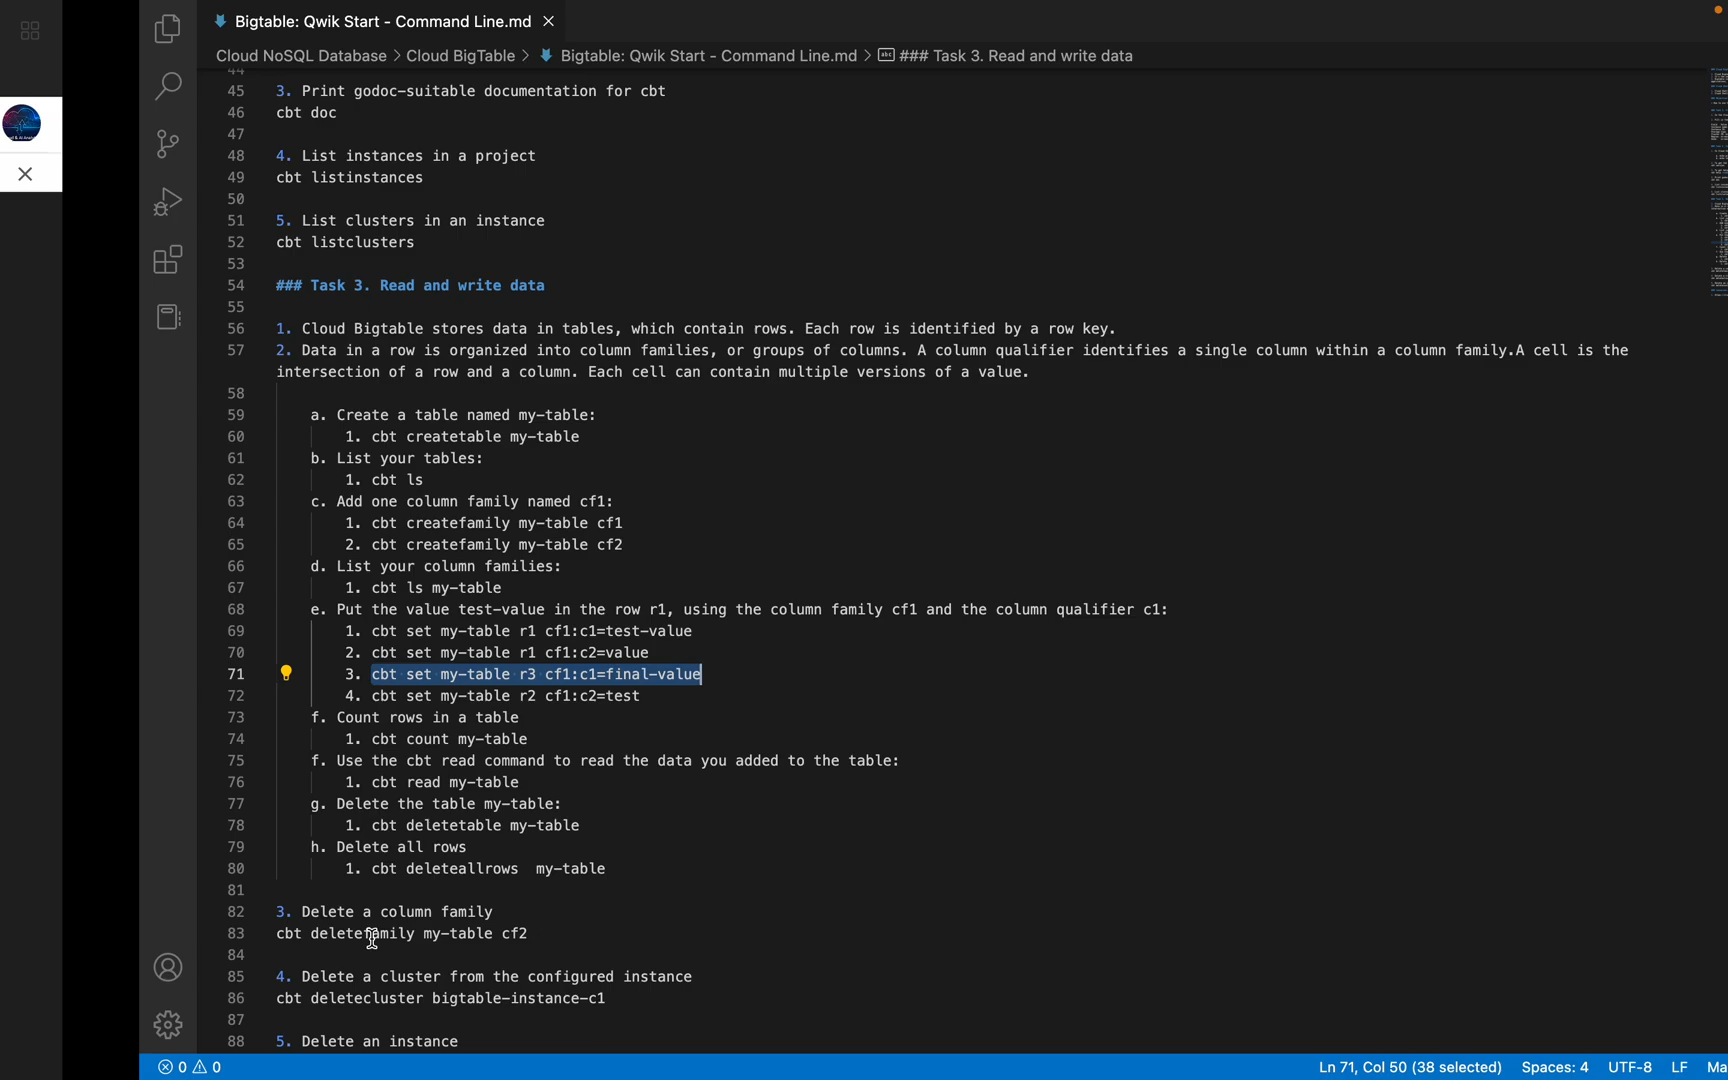 Bigtable: Qwik Start - Command Line.md
Cloud NoSQL Database > Cloud BigTable > Bigtable: Qwik Start - Command Line.md > ### Task 3. Read and write data
44
45 3. Print godoc-suitable documentation for cbt
46 cbt doc
47
48 4. List instances in a project
49 cbt listinstances
50
51 5. List clusters in an instance
52 cbt listclusters
53
54 ### Task 3. Read and write data
55
56 1. Cloud Bigtable stores data in tables, which contain rows. Each row is identified by a row key.
57 2. Data in a row is organized into column families, or groups of columns. A column qualifier identifies a single column within a column family.A cell is the
intersection of a row and a column. Each cell can contain multiple versions of a value.
58
59 a. Create a table named my-table:
60 1. cbt createtable my-table
61 b. List your tables:
62 1. cbt ls
63 c. Add one column family named cf1:
64 1. cbt createfamily my-table cf1
65 2. cbt createfamily my-table cf2
66 d. List your column families:
67 1. cbt ls my-table
68 e. Put the value test-value in the row r1, using the column family cf1 and the column qualifier c1:
69 1. cbt set my-table r1 cf1:c1=test-value
70 2. cbt set my-table r1 cf1:c2=value
71 3. cbt set my-table r3 cf1:c1=final-value
72 4. cbt set my-table r2 cf1:c2=test
73 f. Count rows in a table
74 1. cbt count my-table
75 f. Use the cbt read command to read the data you added to the table:
76 1. cbt read my-table
77 g. Delete the table my-table:
78 1. cbt deletetable my-table
79 h. Delete all rows
80 1. cbt deleteallrows  my-table
81
82 3. Delete a column family
83 cbt deletefamily my-table cf2
84
85 4. Delete a cluster from the configured instance
86 cbt deletecluster bigtable-instance-c1
87
88 5. Delete an instance
0 0 Ln 71, Col 50 (38 selected) Spaces: 4 UTF-8 LF Ma